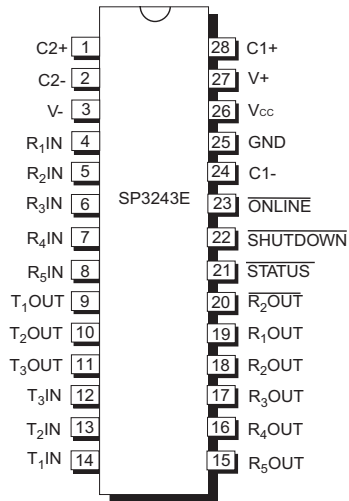 C2+ 1 28 C1+
C2- 2 27 V+
V- 3 26 Vcc
R1IN 4 25 GND
R2IN 5 24 C1-
R3IN 6 SP3243E 23 ONLINE
R4IN 7 22 SHUTDOWN
R5IN 8 21 STATUS
T1OUT 9 20 R2OUT
T2OUT 10 19 R1OUT
T3OUT 11 18 R2OUT
T3IN 12 17 R3OUT
T2IN 13 16 R4OUT
T1IN 14 15 R5OUT